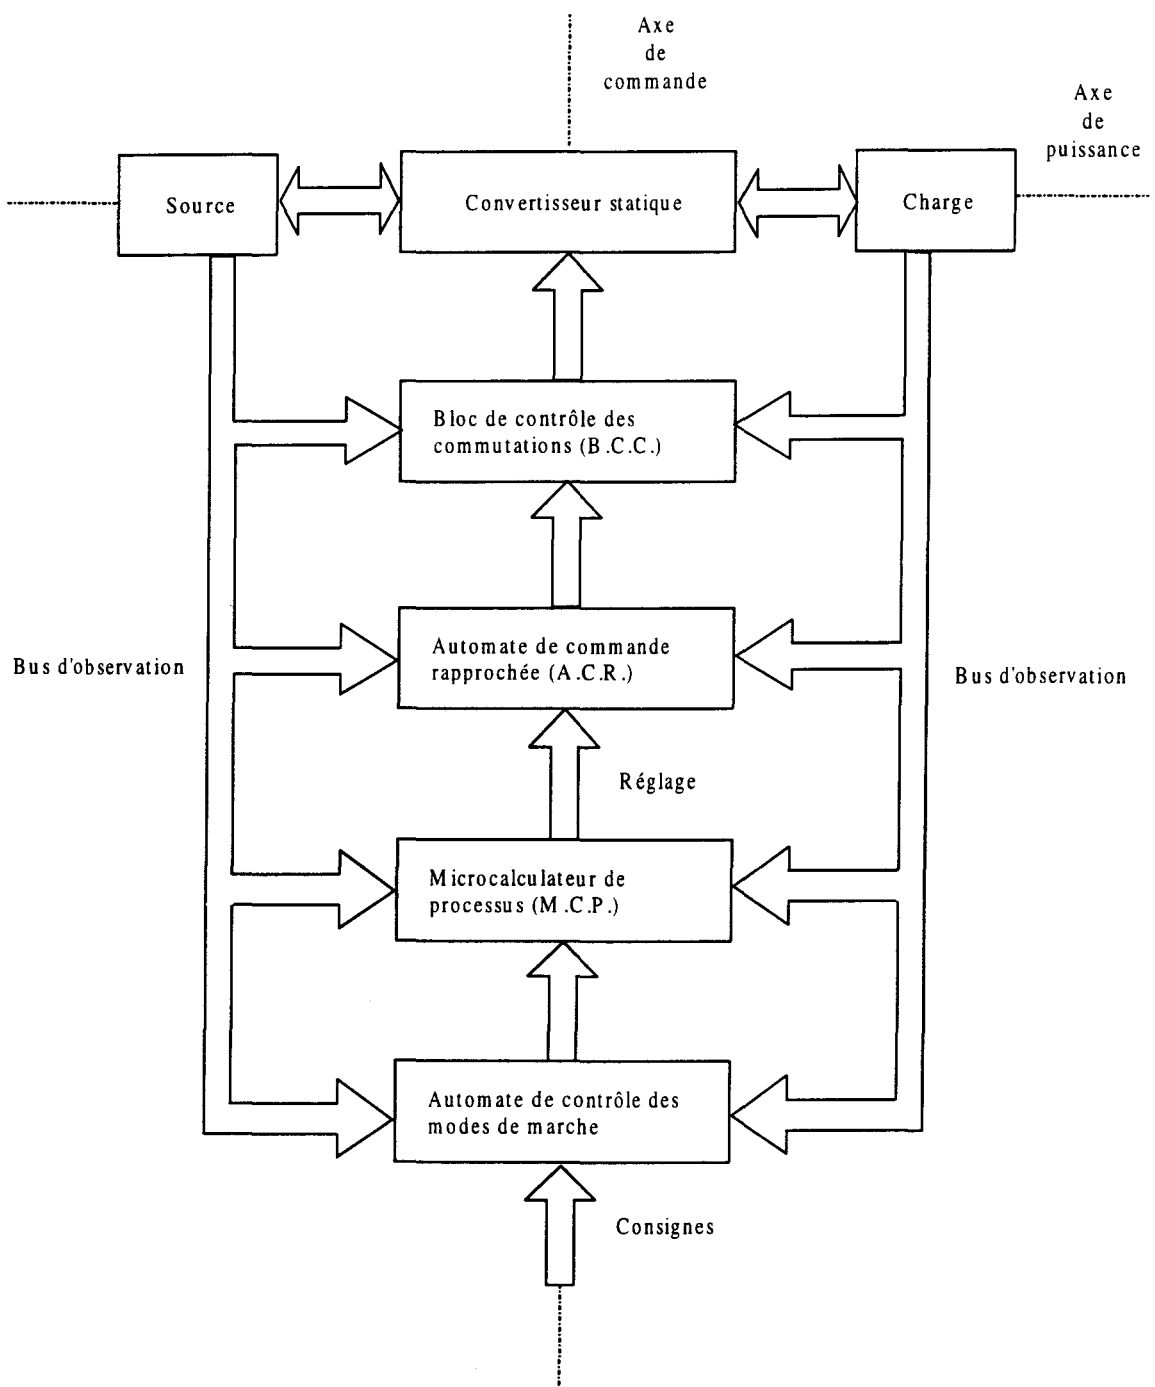 Axe
de
commande
Axe
de
puissance
Source
Convertisseur statique
Charge
Bloc de contrôle des
commutations (B.C.C.)
Automate de commande
rapprochée (A.C.R.)
Bus d'observation
Bus d'observation
Réglage
Microcalculateur de
processus (M.C.P.)
Automate de contrôle des
modes de marche
Consignes